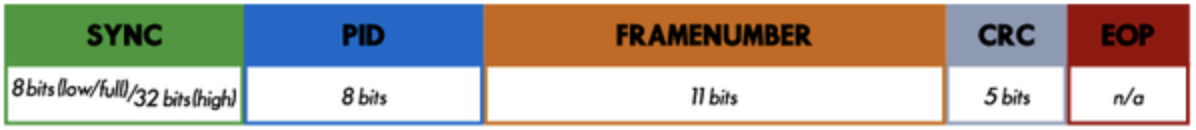 SYNC PID FRAMENUMBER CRC EOP
8 bits (low/full)/32 bits (high) 8 bits 11 bits 5 bits n/a